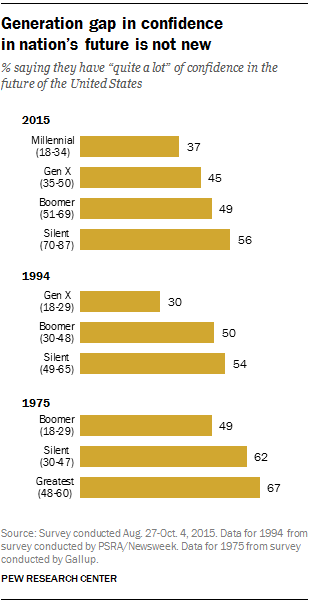 Generation gap in confidence
in nation's future is not new
% saying they have “quite a lot” of confidence in the
future of the United States
2015
Millennial
(18-34)
37
Gen X
(35-50)
45
Boomer
(51-69)
49
Silent
(70-87)
56
1994
Gen X
(18-29)
30
Boomer
(30-48)
50
Silent
(49-65)
54
1975
Boomer
(18-29)
49
Silent
(30-47)
62
Greatest
(48-60)
67
Source: Survey conducted Aug. 27-Oct. 4, 2015. Data for 1994 from
survey conducted by PSRA/Newsweek. Data for 1975 from survey
conducted by Gallup.
PEW RESEARCH CENTER